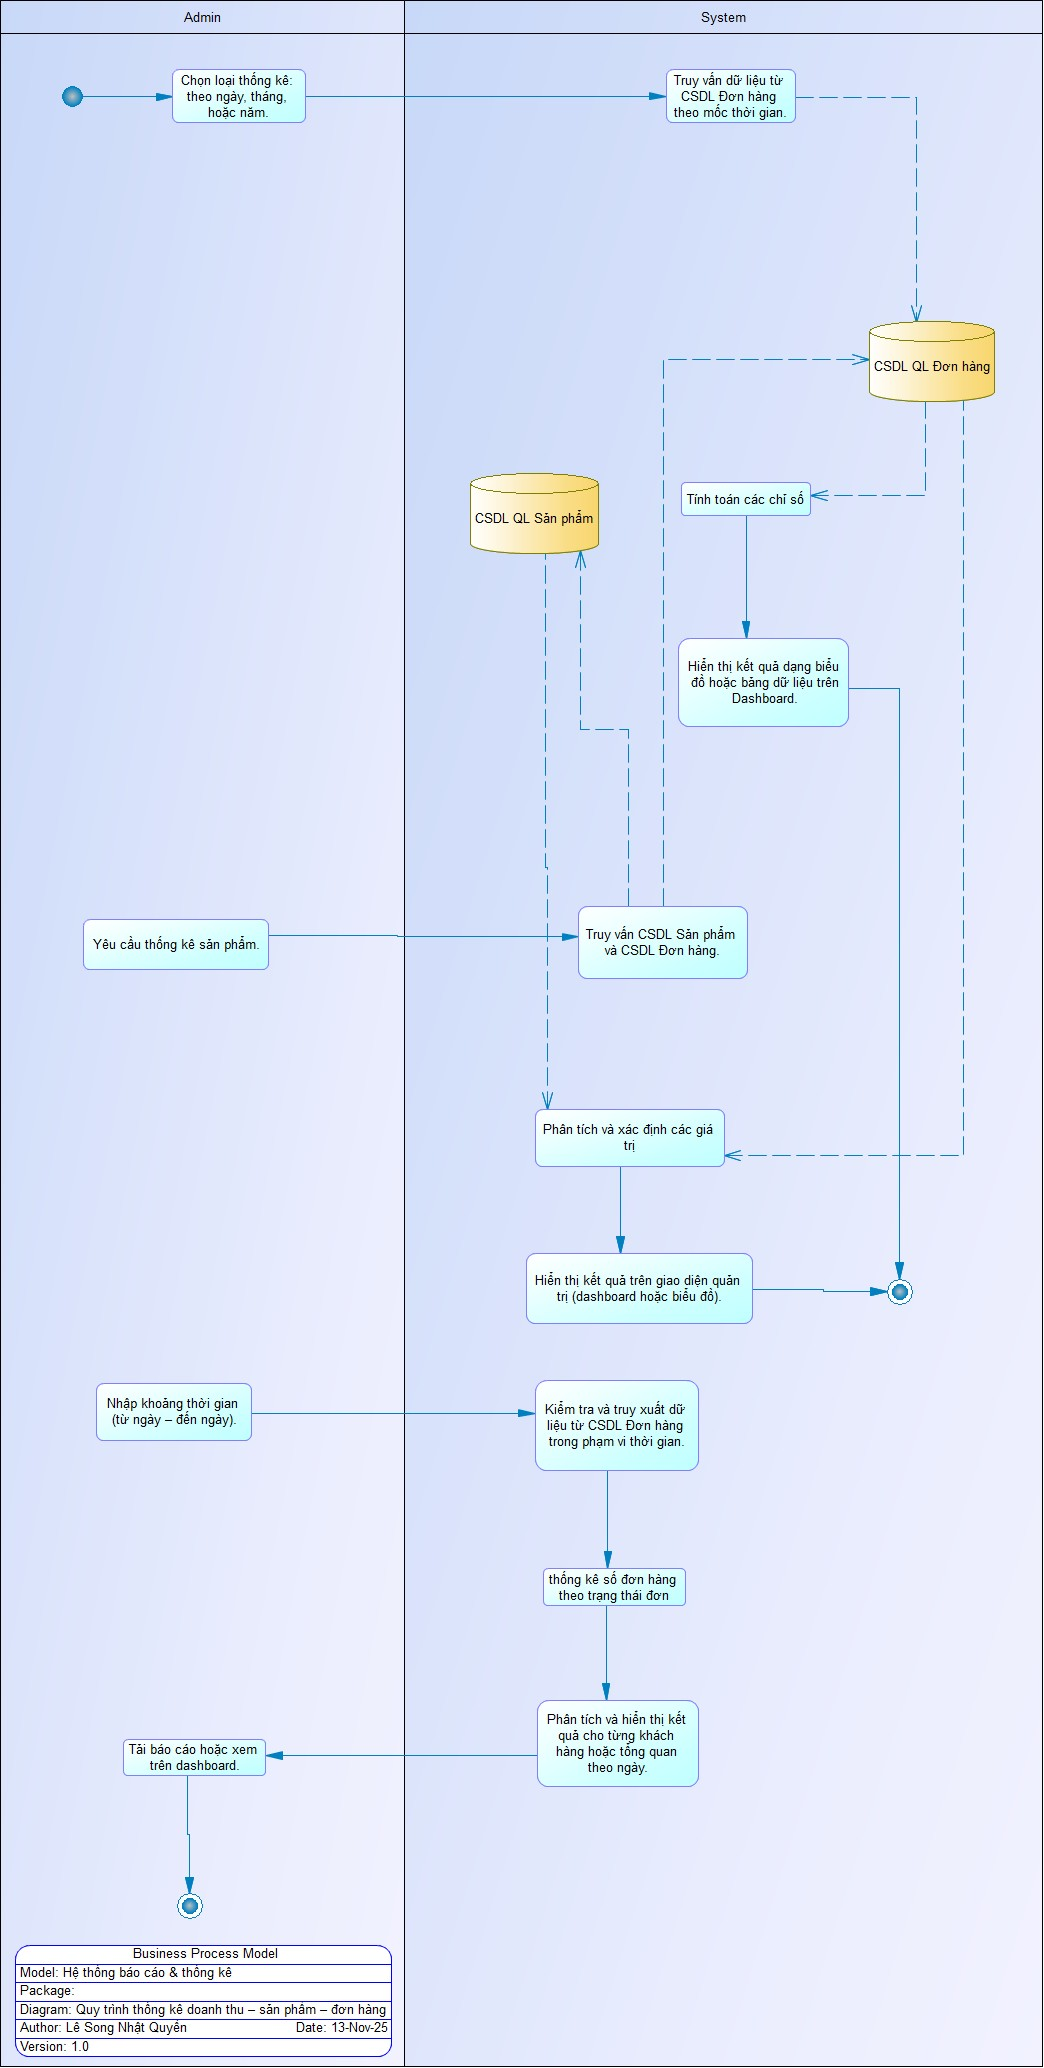 Admin
System
Chọn loại thống kê:
theo ngày, tháng,
hoặc năm.
Truy vấn dữ liệu từ
CSDL Đơn hàng
theo mốc thời gian.
CSDL QL Đơn hàng
CSDL QL Sản phẩm
Tính toán các chỉ số
Hiển thị kết quả dạng biểu
đồ hoặc bảng dữ liệu trên
Dashboard.
Yêu cầu thống kê sản phẩm.
Truy vấn CSDL Sản phẩm
và CSDL Đơn hàng.
Phân tích và xác định các giá
trị
Hiển thị kết quả trên giao diện quản
trị (dashboard hoặc biểu đồ).
Nhập khoảng thời gian
(từ ngày – đến ngày).
Kiểm tra và truy xuất dữ
liệu từ CSDL Đơn hàng
trong phạm vi thời gian.
thống kê số đơn hàng
theo trạng thái đơn
Phân tích và hiển thị kết
quả cho từng khách
hàng hoặc tổng quan
theo ngày.
Tải báo cáo hoặc xem
trên dashboard.
Business Process Model
Model: Hệ thống báo cáo & thống kê
Package:
Diagram: Quy trình thống kê doanh thu – sản phẩm – đơn hàng
Author: Lê Song Nhật Quyền Date: 13-Nov-25
Version: 1.0